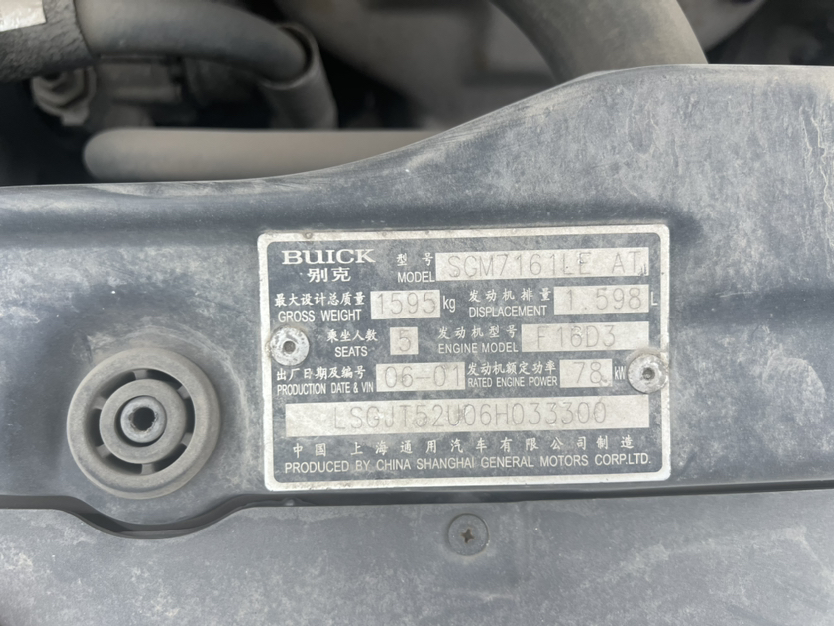 BUICK 型号 SGM7161LE AT
别克 MODEL
最大设计总质量 1595 kg 发动机排量 1.598 L
GROSS WEIGHT DISPLACEMENT
乘坐人数 5 发动机型号 F16D3
SEATS ENGINE MODEL
出厂日期及编号 06-01 发动机额定功率 78 kW
PRODUCTION DATE & VIN RATED ENGINE POWER
LSGJT52U06H033300
中国 上海通用汽车有限公司制造
PRODUCED BY CHINA SHANGHAI GENERAL MOTORS CORP.LTD.